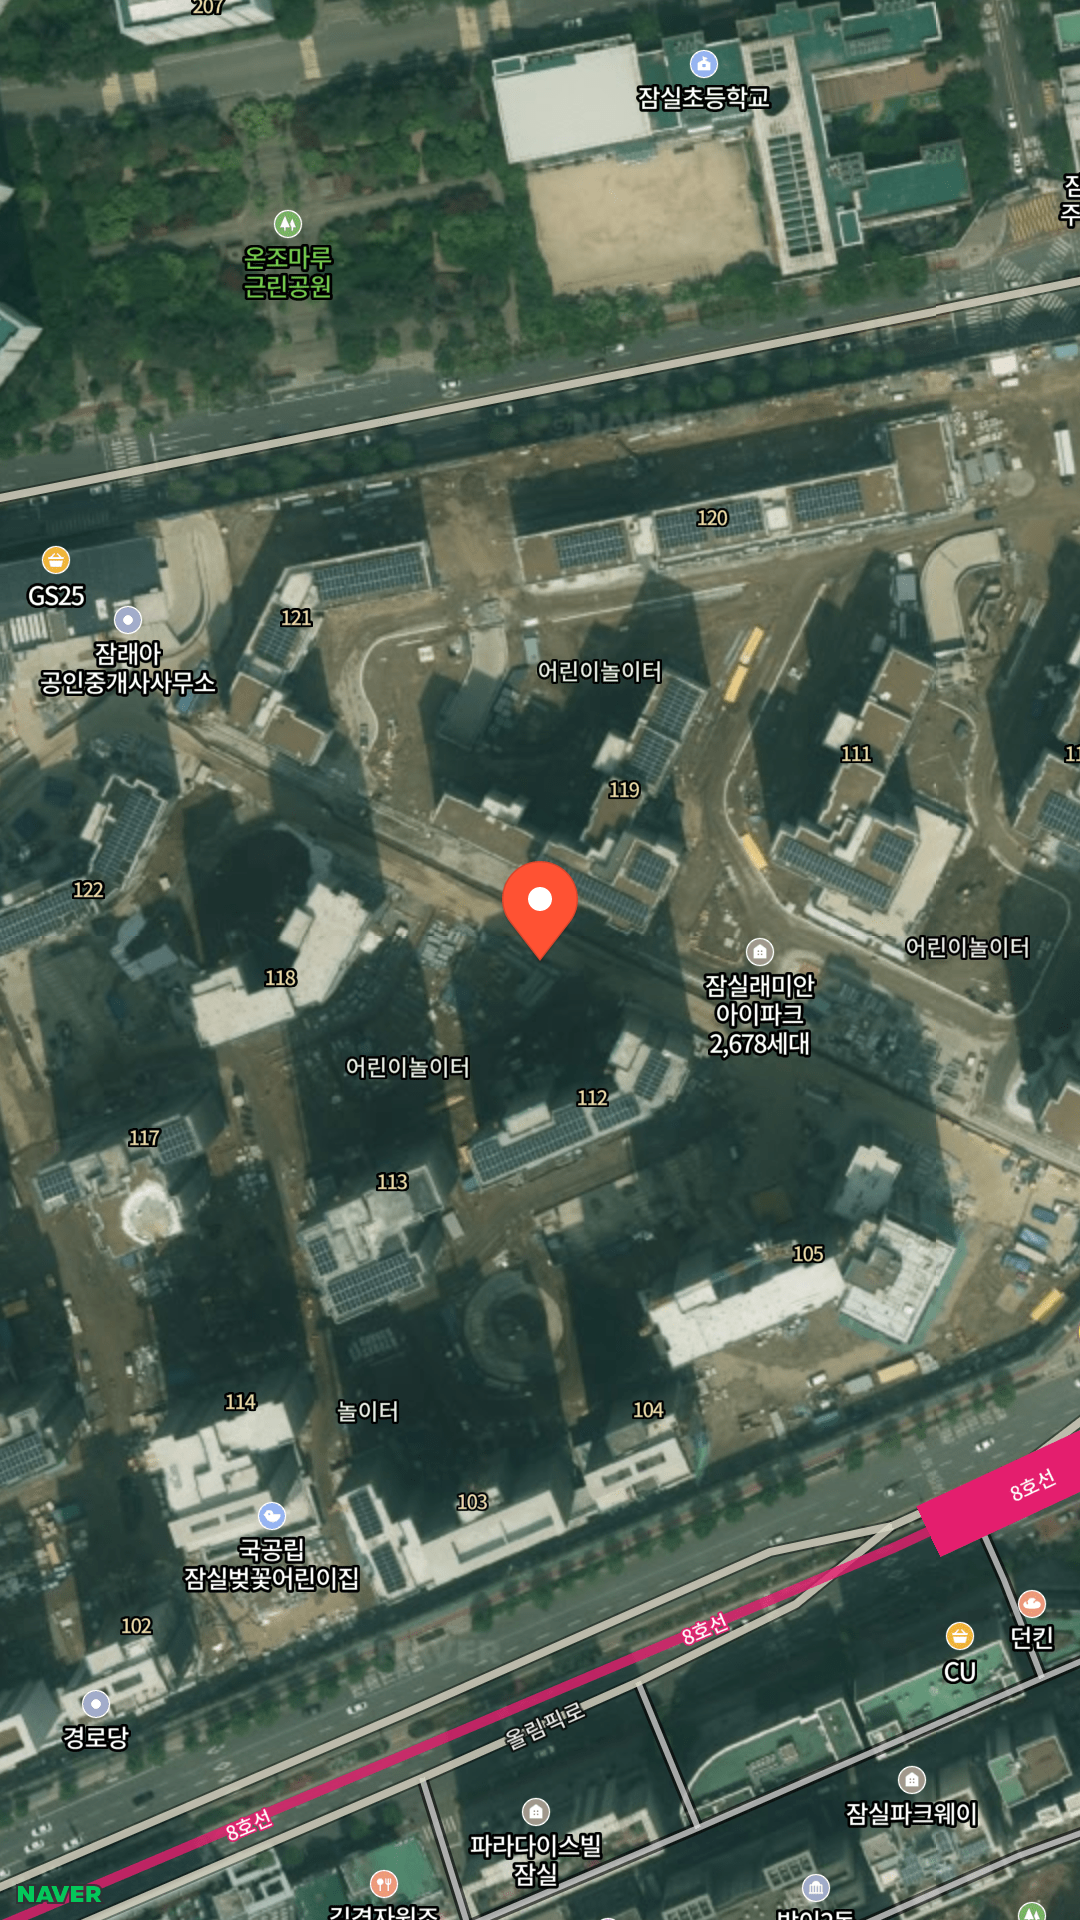 207
잠실초등학교
잠
주
온조마루
근린공원
120
GS25
121
잠래아
공인중개사사무소
어린이놀이터
111
11
119
122
어린이놀이터
118
잠실래미안
아이파크
2,678세대
어린이놀이터
112
117
113
105
114
놀이터
104
8호선
103
국공립
잠실벚꽃어린이집
102
8호선
던킨
CU
경로당
올림픽로
잠실파크웨이
8호선
파라다이스빌
잠실
NAVER